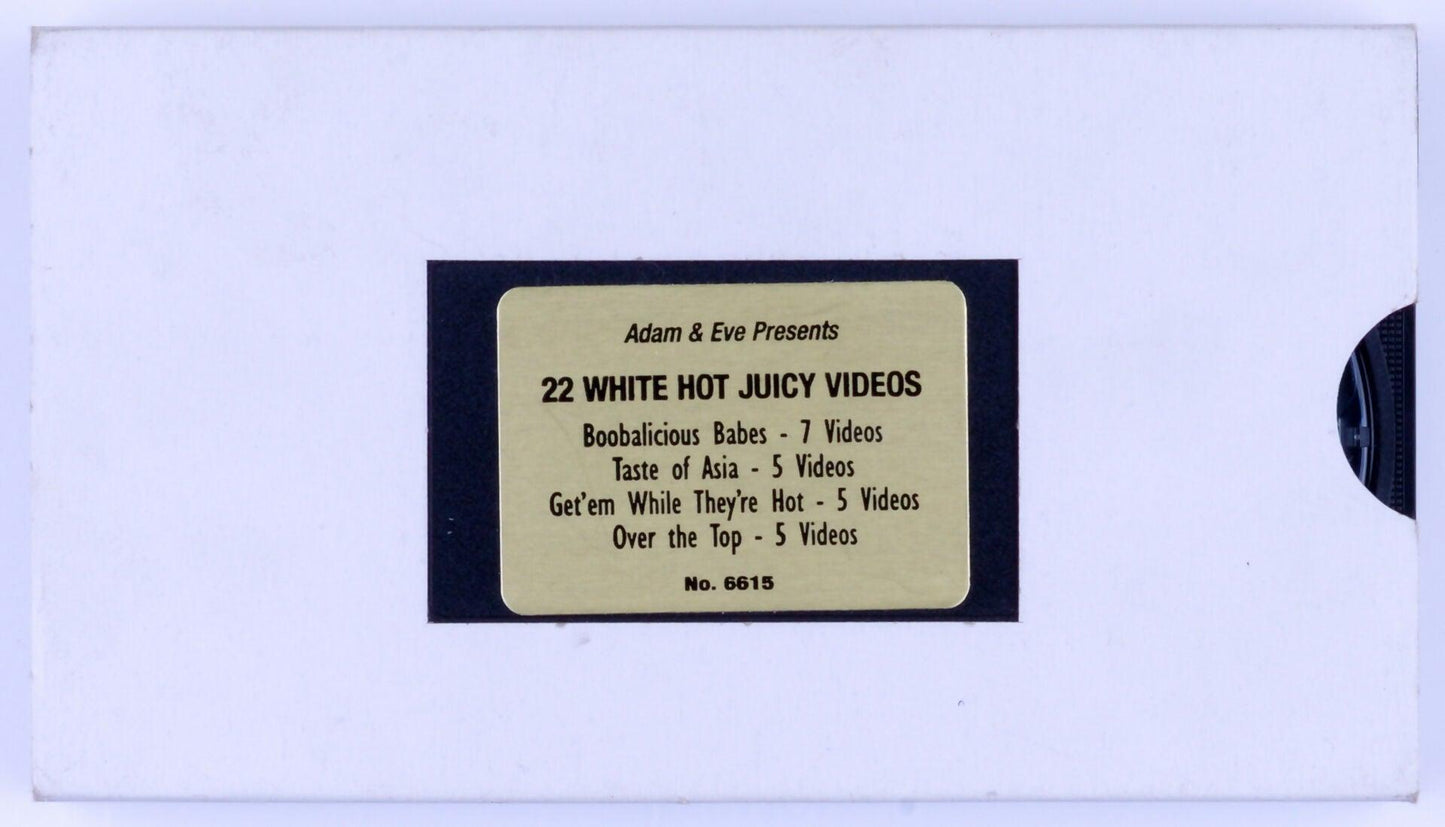 Adam & Eve Presents
22 WHITE HOT JUICY VIDEOS
Boobalicious Babes - 7 Videos
Taste of Asia - 5 Videos
Get'em While They're Hot - 5 Videos
Over the Top - 5 Videos
No. 6615